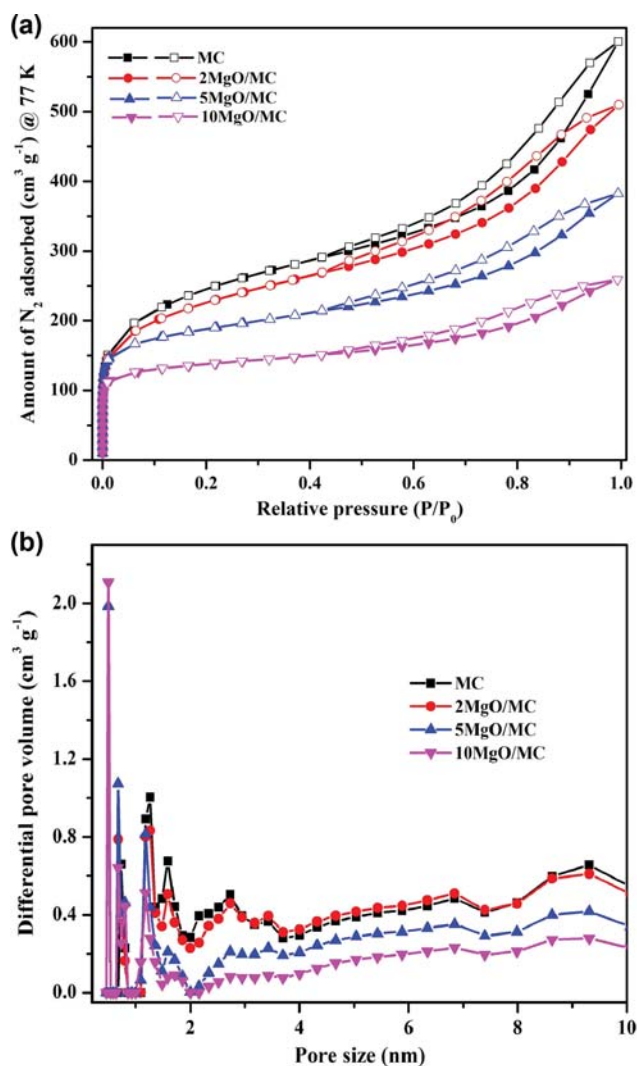 (a)
600
500
400
300
200
100
0
Amount of N₂ adsorbed (cm³ g⁻¹) @ 77 K
MC
2MgO/MC
5MgO/MC
10MgO/MC
0.0 0.2 0.4 0.6 0.8 1.0
Relative pressure (P/P₀)
(b)
2.0
1.6
1.2
0.8
0.4
0.0
Differential pore volume (cm³ g⁻¹)
MC
2MgO/MC
5MgO/MC
10MgO/MC
2 4 6 8 10
Pore size (nm)